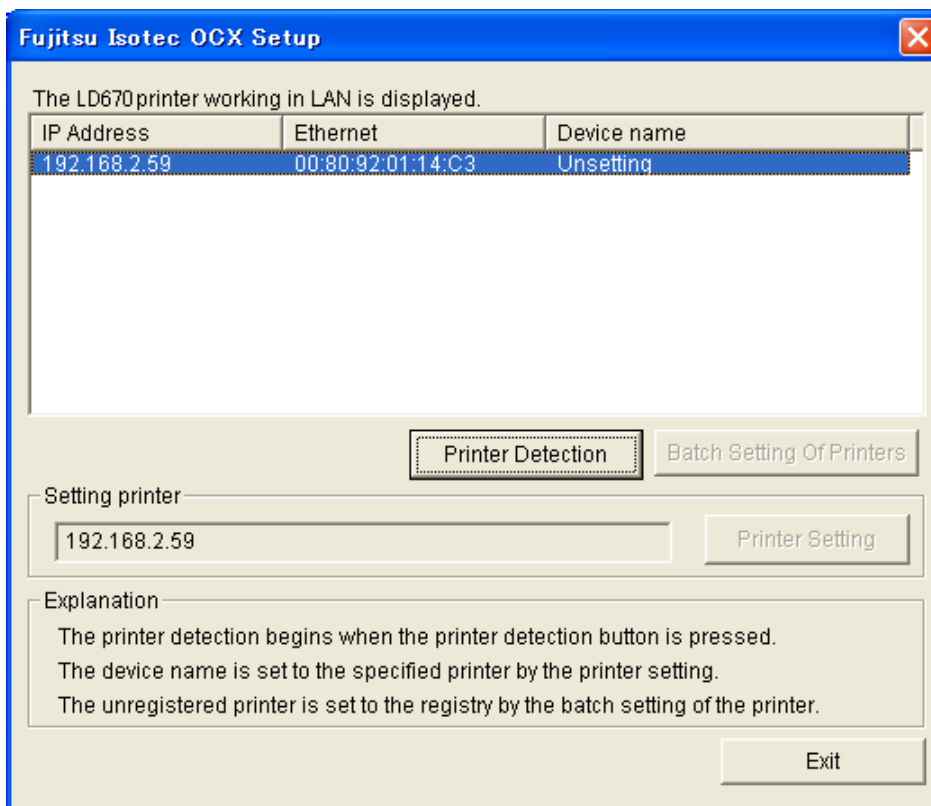 Fujitsu Isotec OCX Setup
The LD670 printer working in LAN is displayed.
IP Address Ethernet Device name
192.168.2.59 00:80:92:01:14:C3 Unsetting
Printer Detection Batch Setting Of Printers
Setting printer
192.168.2.59 Printer Setting
Explanation
The printer detection begins when the printer detection button is pressed.
The device name is set to the specified printer by the printer setting.
The unregistered printer is set to the registry by the batch setting of the printer.
Exit